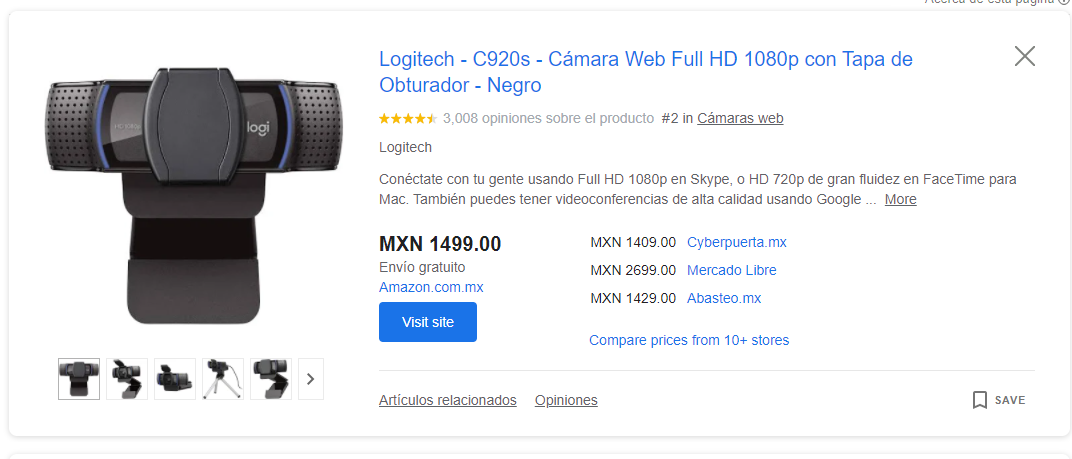 Acerca de esta página
Logitech - C920s - Cámara Web Full HD 1080p con Tapa de
Obturador - Negro
3,008 opiniones sobre el producto #2 in Cámaras web
Logitech
Conéctate con tu gente usando Full HD 1080p en Skype, o HD 720p de gran fluidez en FaceTime para
Mac. También puedes tener videoconferencias de alta calidad usando Google ... More
MXN 1499.00
Envío gratuito
Amazon.com.mx
Visit site
MXN 1409.00 Cyberpuerta.mx
MXN 2699.00 Mercado Libre
MXN 1429.00 Abasteo.mx
Compare prices from 10+ stores
Artículos relacionados Opiniones
SAVE
logi